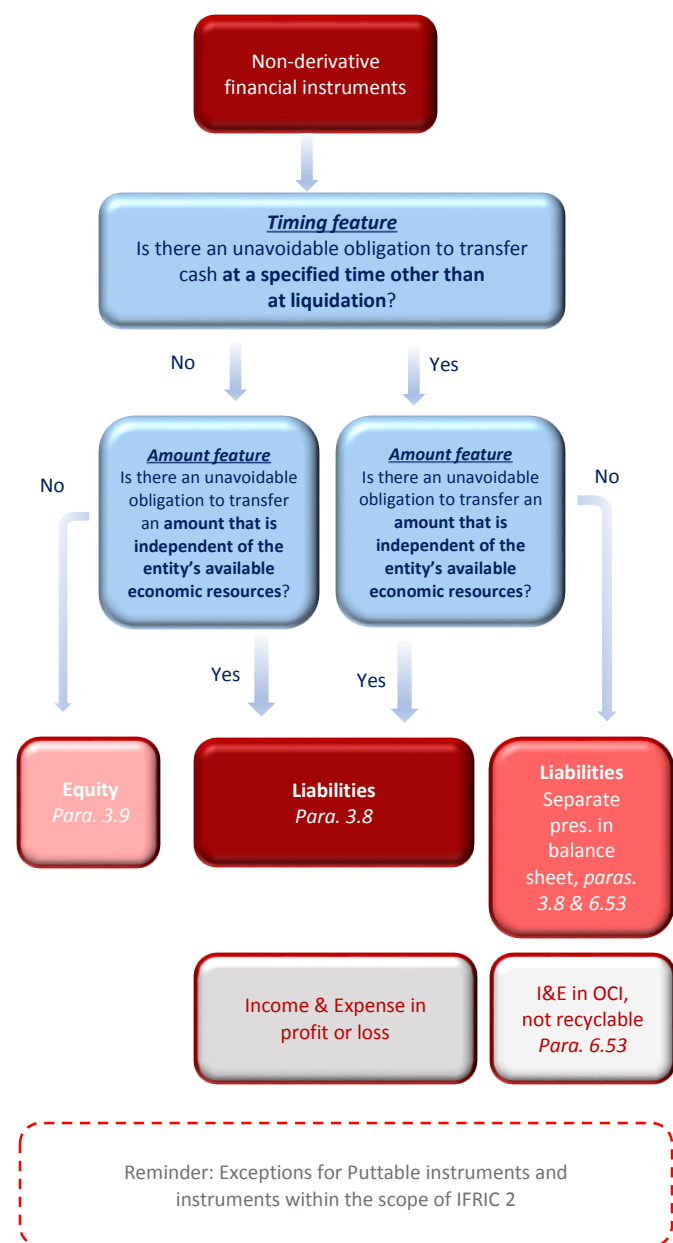 Non-derivative
financial instruments
Timing feature
Is there an unavoidable obligation to transfer
cash at a specified time other than
at liquidation?
No
Yes
Amount feature
Is there an unavoidable
obligation to transfer
an amount that is
independent of the
entity's available
economic resources?
Amount feature
Is there an unavoidable
obligation to transfer an
amount that is
independent of the
entity's available
economic resources?
No
No
Yes
Yes
Equity
Para. 3.9
Liabilities
Para. 3.8
Liabilities
Separate
pres. in
balance
sheet, paras.
3.8 & 6.53
Income & Expense in
profit or loss
I&E in OCI,
not recyclable
Para. 6.53
Reminder: Exceptions for Puttable instruments and
instruments within the scope of IFRIC 2